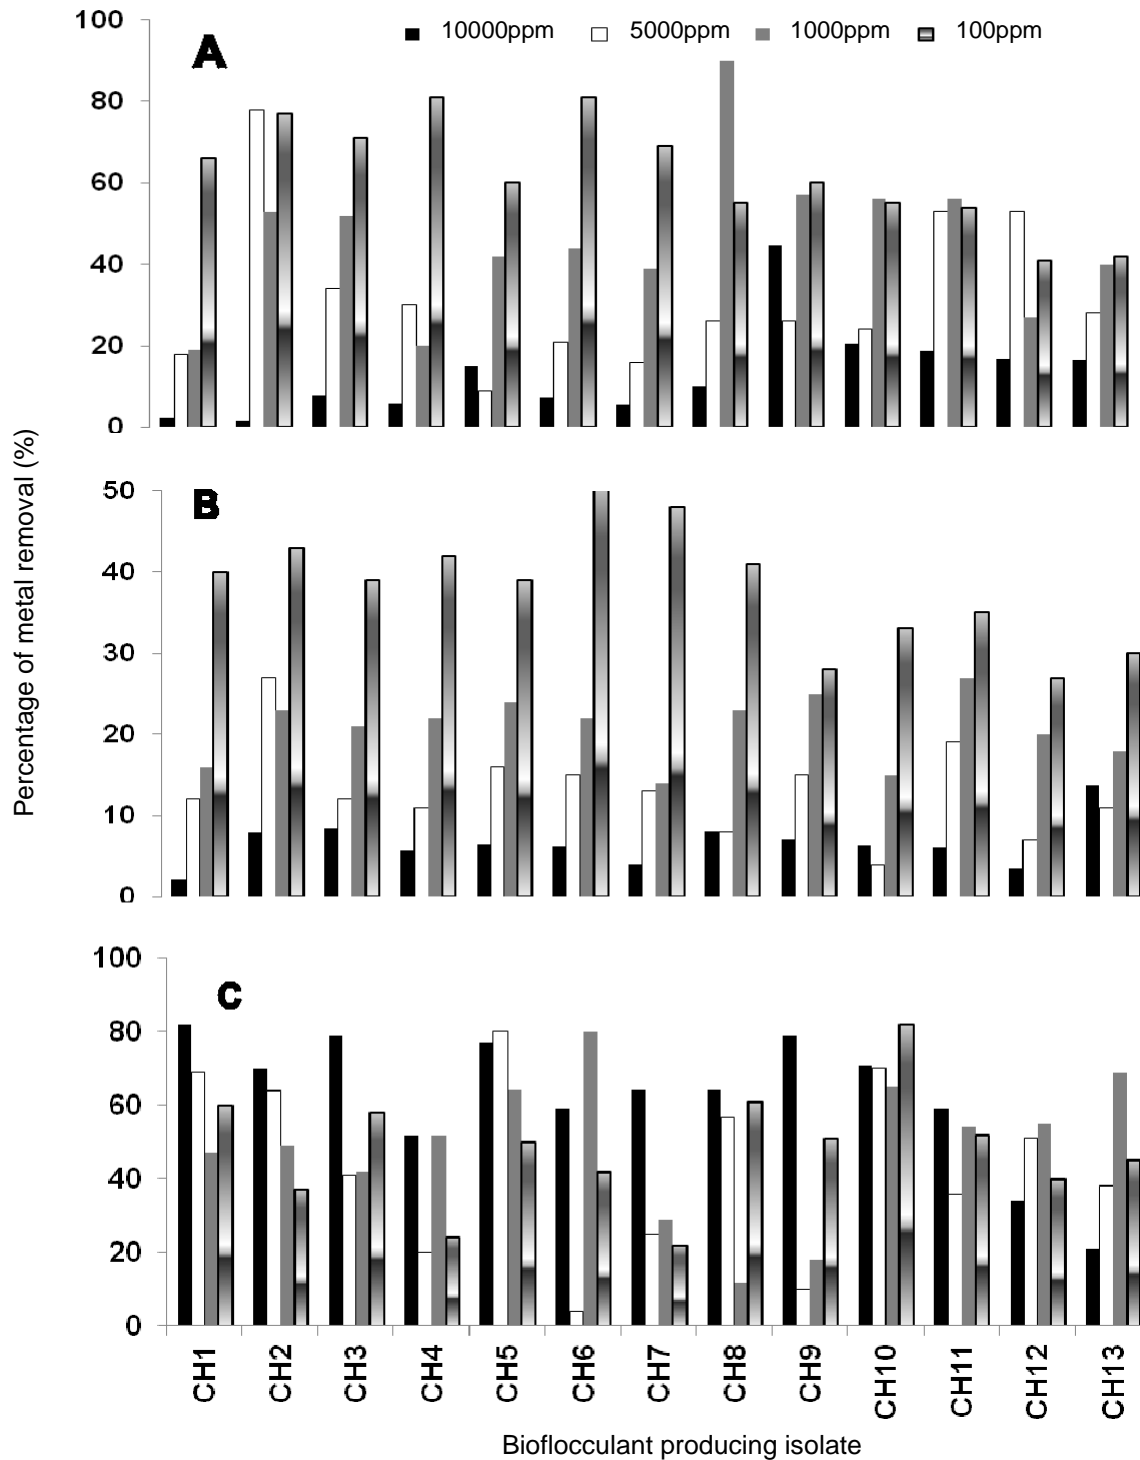 10000ppm 5000ppm 1000ppm 100ppm
A
100
80
60
40
20
0
Percentage of metal removal (%)
B
50
40
30
20
10
0
C
100
80
60
40
20
0
CH1 CH2 CH3 CH4 CH5 CH6 CH7 CH8 CH9 CH10 CH11 CH12 CH13
Bioflocculant producing isolate